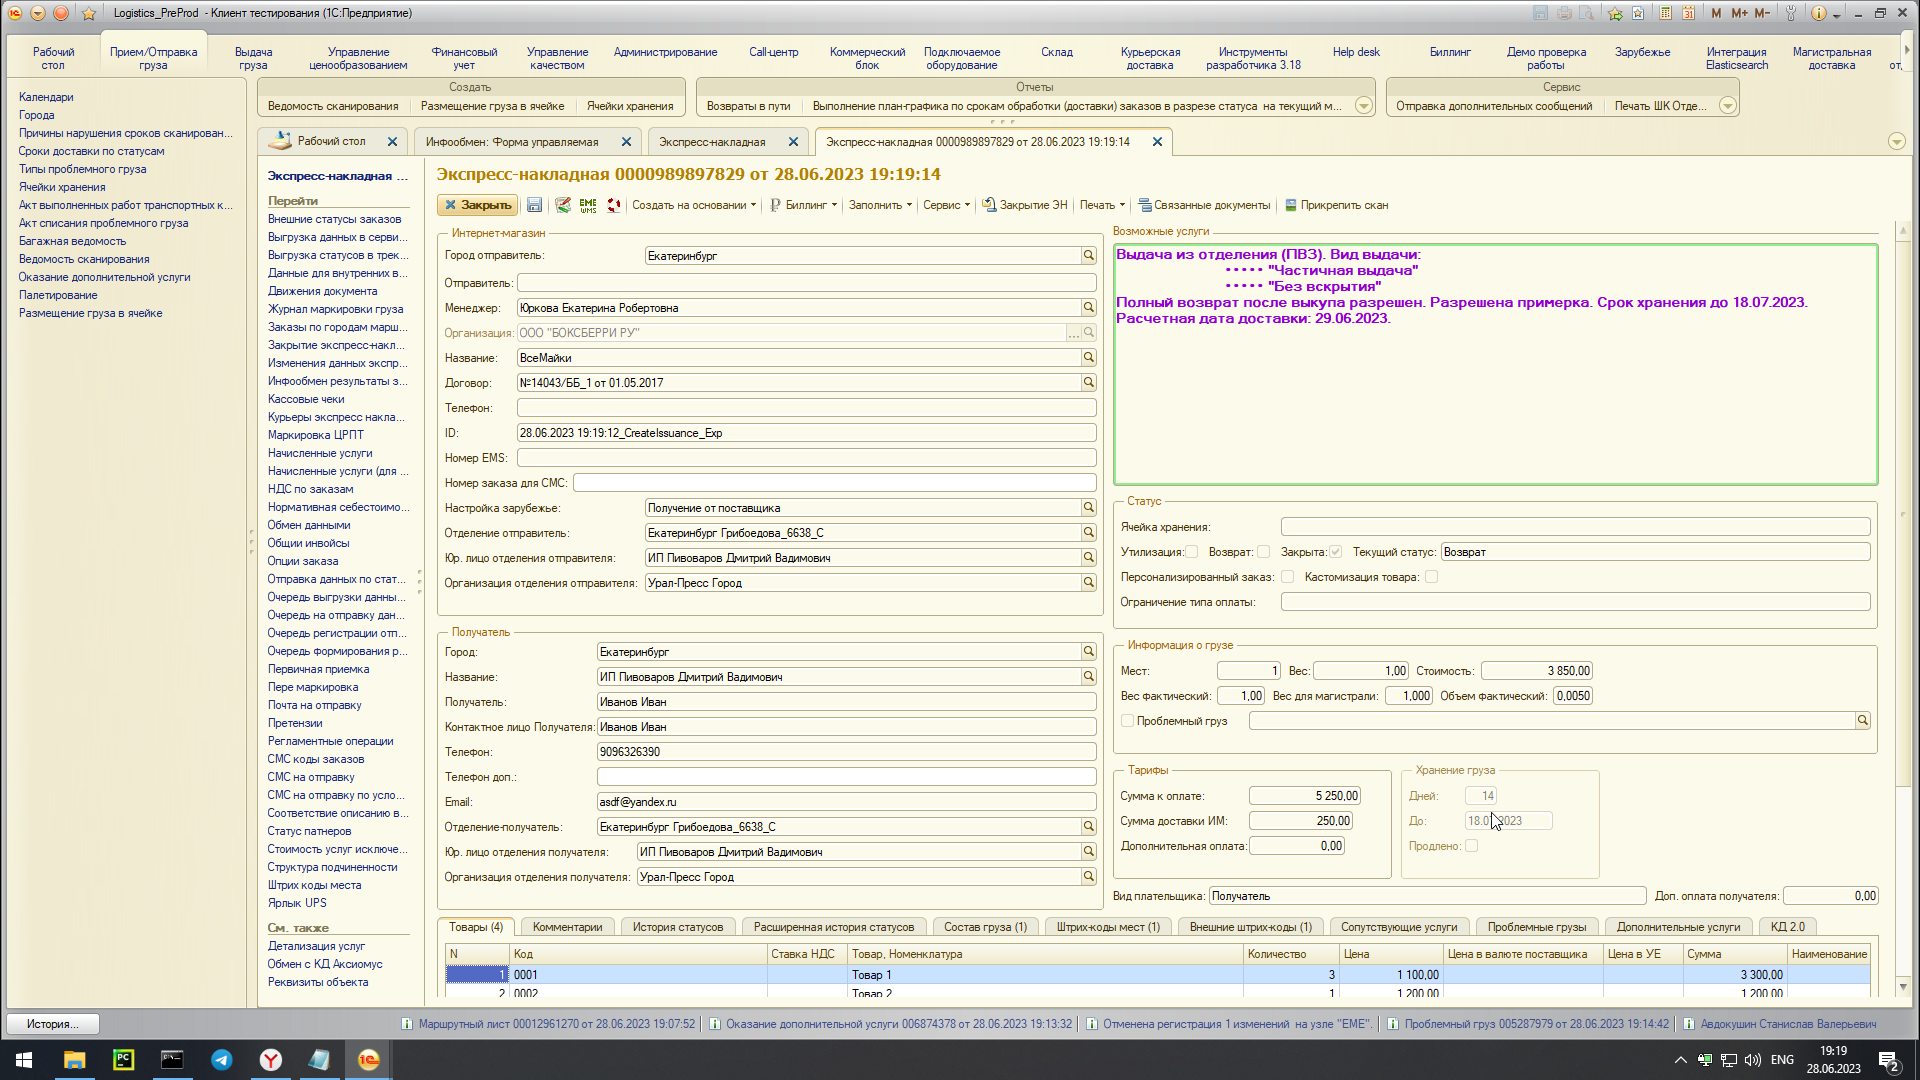 Logistics_PreProd - Клиент тестирования (1С:Предприятие)
M M+ M-
Рабочий стол
Прием/Отправка груза
Выдача груза
Управление ценообразованием
Финансовый учет
Управление качеством
Администрирование
Call-центр
Коммерческий блок
Подключаемое оборудование
Склад
Курьерская доставка
Инструменты разработчика 3.18
Help desk
Биллинг
Демо проверка работы
Зарубежье
Интеграция Elasticsearch
Магистральная доставка
Календари
Города
Причины нарушения сроков сканирован...
Сроки доставки по статусам
Типы проблемного груза
Ячейки хранения
Акт выполненных работ транспортных к...
Акт списания проблемного груза
Багажная ведомость
Ведомость сканирования
Оказание дополнительной услуги
Палетирование
Размещение груза в ячейке
Создать
Ведомость сканирования Размещение груза в ячейке Ячейки хранения
Отчеты
Возвраты в пути Выполнение план-графика по срокам обработки (доставки) заказов в разрезе статуса на текущий м...
Сервис
Отправка дополнительных сообщений Печать ШК Отде...
Рабочий стол
Инфообмен: Форма управляемая
Экспресс-накладная
Экспресс-накладная 0000989897829 от 28.06.2023 19:19:14
Экспресс-накладная ...
Перейти
Внешние статусы заказов
Выгрузка данных в серви...
Выгрузка статусов в трек...
Данные для внутренних в...
Движения документа
Журнал маркировки груза
Заказы по городам марш...
Закрытие экспресс-накл...
Изменения данных экспр...
Инфообмен результаты з...
Кассовые чеки
Курьеры экспресс накла...
Маркировка ЦРПТ
Начисленные услуги
Начисленные услуги (для ...
НДС по заказам
Нормативная себестоимо...
Обмен данными
Общии инвойсы
Опции заказа
Отправка данных по стат...
Очередь выгрузки данны...
Очередь на отправку дан...
Очередь регистрации отп...
Очередь формирования р...
Первичная приемка
Пере маркировка
Почта на отправку
Претензии
Регламентные операции
СМС коды заказов
СМС на отправку
СМС на отправку по усло...
Соответствие описанию в...
Статус патнеров
Стоимость услуг исключе...
Структура подчиненности
Штрих коды места
Ярлык UPS
См. также
Детализация услуг
Обмен с КД Аксиомус
Реквизиты объекта
Экспресс-накладная 0000989897829 от 28.06.2023 19:19:14
Закрыть EME WMS Создать на основании Биллинг Заполнить Сервис Закрытие ЭН Печать Связанные документы Прикрепить скан
Интернет-магазин
Город отправитель: Екатеринбург
Отправитель:
Менеджер: Юркова Екатерина Робертовна
Организация: ООО "БОКСБЕРРИ РУ"
Название: ВсеМайки
Договор: №14043/ББ_1 от 01.05.2017
Телефон:
ID: 28.06.2023 19:19:12_CreateIssuance_Exp
Номер EMS:
Номер заказа для СМС:
Настройка зарубежье: Получение от поставщика
Отделение отправитель: Екатеринбург Грибоедова_6638_С
Юр. лицо отделения отправителя: ИП Пивоваров Дмитрий Вадимович
Организация отделения отправителя: Урал-Пресс Город
Получатель
Город: Екатеринбург
Название: ИП Пивоваров Дмитрий Вадимович
Получатель: Иванов Иван
Контактное лицо Получателя: Иванов Иван
Телефон: 9096326390
Телефон доп.:
Email: asdf@yandex.ru
Отделение-получатель: Екатеринбург Грибоедова_6638_С
Юр. лицо отделения получателя: ИП Пивоваров Дмитрий Вадимович
Организация отделения получателя: Урал-Пресс Город
Возможные услуги
Выдача из отделения (ПВЗ). Вид выдачи:
••••• "Частичная выдача"
••••• "Без вскрытия"
Полный возврат после выкупа разрешен. Разрешена примерка. Срок хранения до 18.07.2023.
Расчетная дата доставки: 29.06.2023.
Статус
Ячейка хранения:
Утилизация: Возврат: Закрыта: Текущий статус: Возврат
Персонализированный заказ: Кастомизация товара:
Ограничение типа оплаты:
Информация о грузе
Мест: 1 Вес: 1,00 Стоимость: 3 850,00
Вес фактический: 1,00 Вес для магистрали: 1,000 Объем фактический: 0,0050
Проблемный груз
Тарифы
Сумма к оплате: 5 250,00
Сумма доставки ИМ: 250,00
Дополнительная оплата: 0,00
Хранение груза
Дней: 14
До: 18.0 2023
Продлено:
Вид плательщика: Получатель Доп. оплата получателя: 0,00
Товары (4) Комментарии История статусов Расширенная история статусов Состав груза (1) Штрих-коды мест (1) Внешние штрих-коды (1) Сопутствующие услуги Проблемные грузы Дополнительные услуги КД 2.0
N Код Ставка НДС Товар, Номенклатура Количество Цена Цена в валюте поставщика Цена в УЕ Сумма Наименование
1 0001 Товар 1 3 1 100,00 3 300,00
2 0002 Товар 2 1 1 200,00 1 200,00
История... Маршрутный лист 00012961270 от 28.06.2023 19:07:52 Оказание дополнительной услуги 006874378 от 28.06.2023 19:13:32 Отменена регистрация 1 изменений на узле "EME". Проблемный груз 005287979 от 28.06.2023 19:14:42 Авдокушин Станислав Валерьевич
ENG
19:19
28.06.2023
2